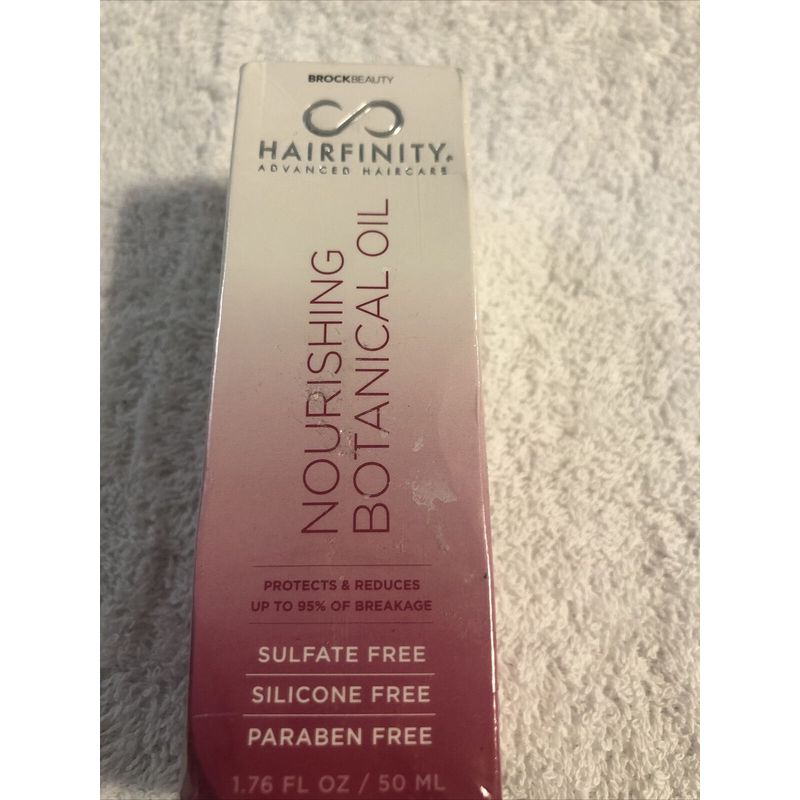 BROCKBEAUTY
HAIRFINITY®
ADVANCED HAIRCARE
NOURISHING
BOTANICAL OIL
PROTECTS & REDUCES
UP TO 95% OF BREAKAGE
SULFATE FREE
SILICONE FREE
PARABEN FREE
1.76 FL OZ / 50 ML